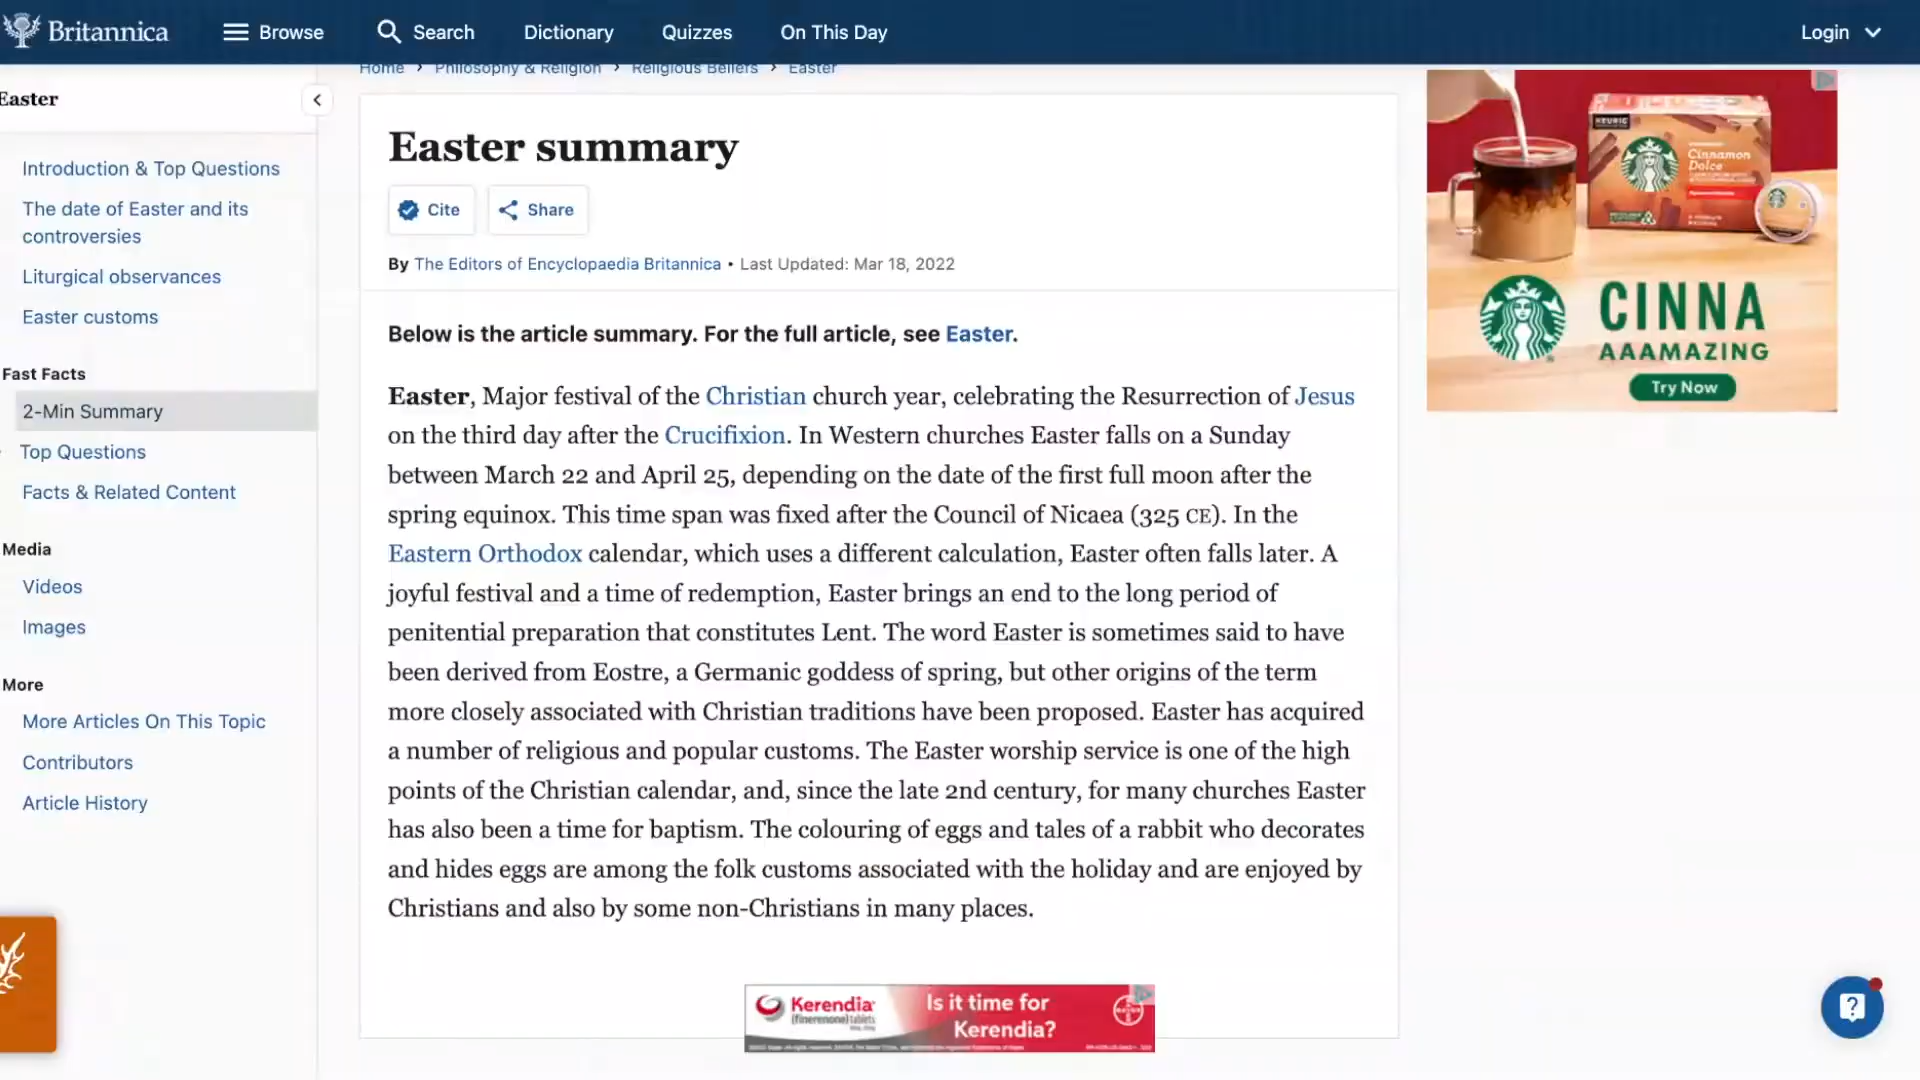 Britannica
Browse
Search
Dictionary
Quizzes
On This Day
Login
Home > Philosophy & Religion > Religious Beliefs > Easter
Easter
Introduction & Top Questions
The date of Easter and its
controversies
Liturgical observances
Easter customs
Fast Facts
2-Min Summary
Top Questions
Facts & Related Content
Media
Videos
Images
More
More Articles On This Topic
Contributors
Article History
Easter summary
Cite
Share
By The Editors of Encyclopaedia Britannica • Last Updated: Mar 18, 2022
Below is the article summary. For the full article, see Easter.
Easter, Major festival of the Christian church year, celebrating the Resurrection of Jesus
on the third day after the Crucifixion. In Western churches Easter falls on a Sunday
between March 22 and April 25, depending on the date of the first full moon after the
spring equinox. This time span was fixed after the Council of Nicaea (325 CE). In the
Eastern Orthodox calendar, which uses a different calculation, Easter often falls later. A
joyful festival and a time of redemption, Easter brings an end to the long period of
penitential preparation that constitutes Lent. The word Easter is sometimes said to have
been derived from Eostre, a Germanic goddess of spring, but other origins of the term
more closely associated with Christian traditions have been proposed. Easter has acquired
a number of religious and popular customs. The Easter worship service is one of the high
points of the Christian calendar, and, since the late 2nd century, for many churches Easter
has also been a time for baptism. The colouring of eggs and tales of a rabbit who decorates
and hides eggs are among the folk customs associated with the holiday and are enjoyed by
Christians and also by some non-Christians in many places.
KEURIG
Cinnamon
Dolce
CINNA
AAAMAZING
Try Now
Kerendia
(finerenone) tablets
Is it time for
Kerendia?
BAYER